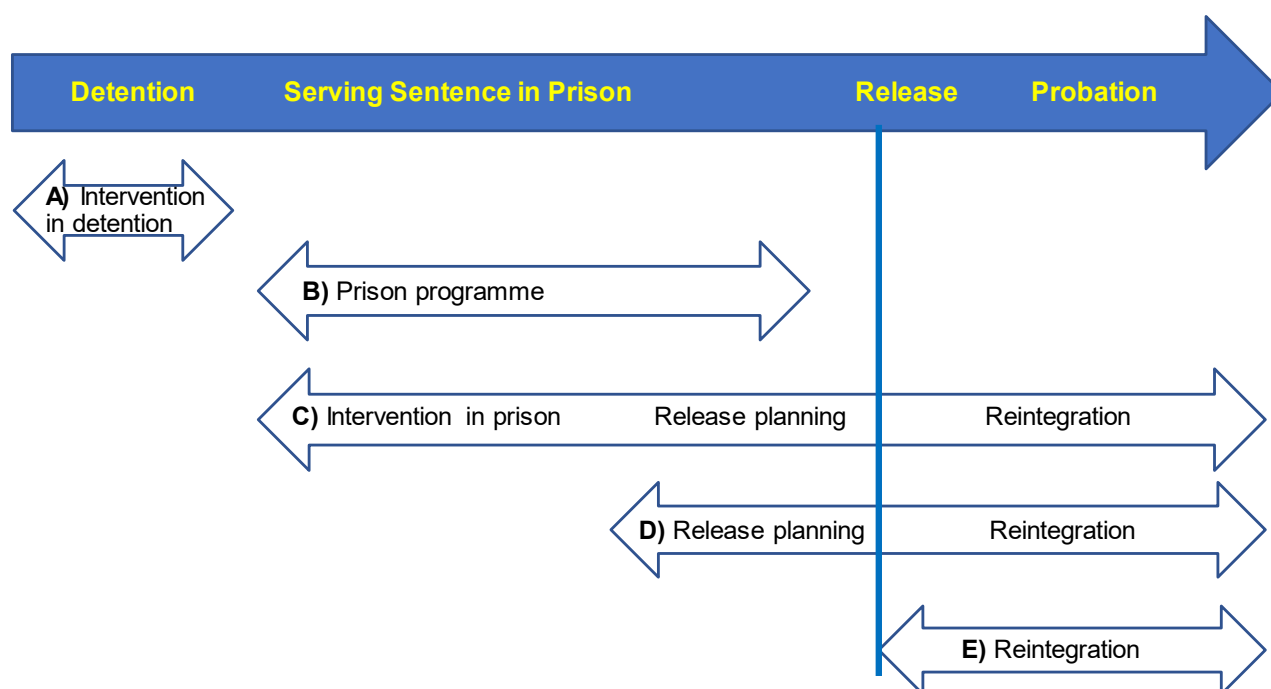 Detention Serving Sentence in Prison Release Probation
A) Intervention
in detention
B) Prison programme
C) Intervention in prison Release planning Reintegration
D) Release planning Reintegration
E) Reintegration